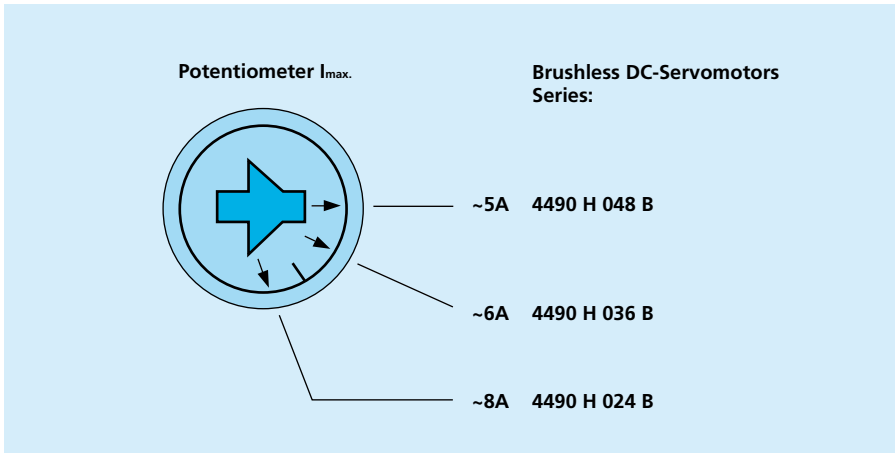 Potentiometer Imax.
Brushless DC-Servomotors
Series:
~5A 4490 H 048 B
~6A 4490 H 036 B
~8A 4490 H 024 B